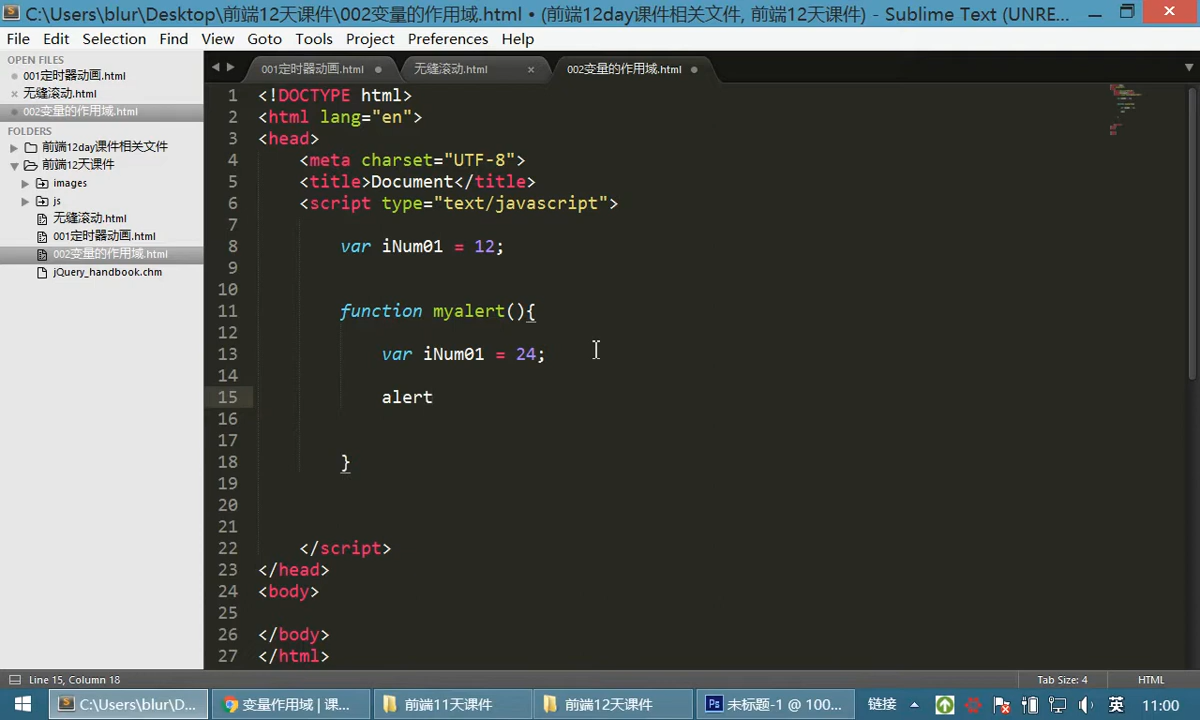 C:\Users\blur\Desktop\前端12天课件\002变量的作用域.html • (前端12day课件相关文件, 前端12天课件) - Sublime Text (UNRE...
File Edit Selection Find View Goto Tools Project Preferences Help
OPEN FILES
001定时器动画.html
无缝滚动.html
002变量的作用域.html
FOLDERS
前端12day课件相关文件
前端12天课件
images
js
无缝滚动.html
001定时器动画.html
002变量的作用域.html
jQuery_handbook.chm
001定时器动画.html 无缝滚动.html 002变量的作用域.html
1 <!DOCTYPE html>
2 <html lang="en">
3 <head>
4 <meta charset="UTF-8">
5 <title>Document</title>
6 <script type="text/javascript">
7
8 var iNum01 = 12;
9
10
11 function myalert(){
12
13 var iNum01 = 24;
14
15 alert
16
17
18 }
19
20
21
22 </script>
23 </head>
24 <body>
25
26 </body>
27 </html>
Line 15, Column 18 Tab Size: 4 HTML
C:\Users\blur\D... 变量作用域 | 课... 前端11天课件 前端12天课件 未标题-1 @ 100... 链接 英 11:00